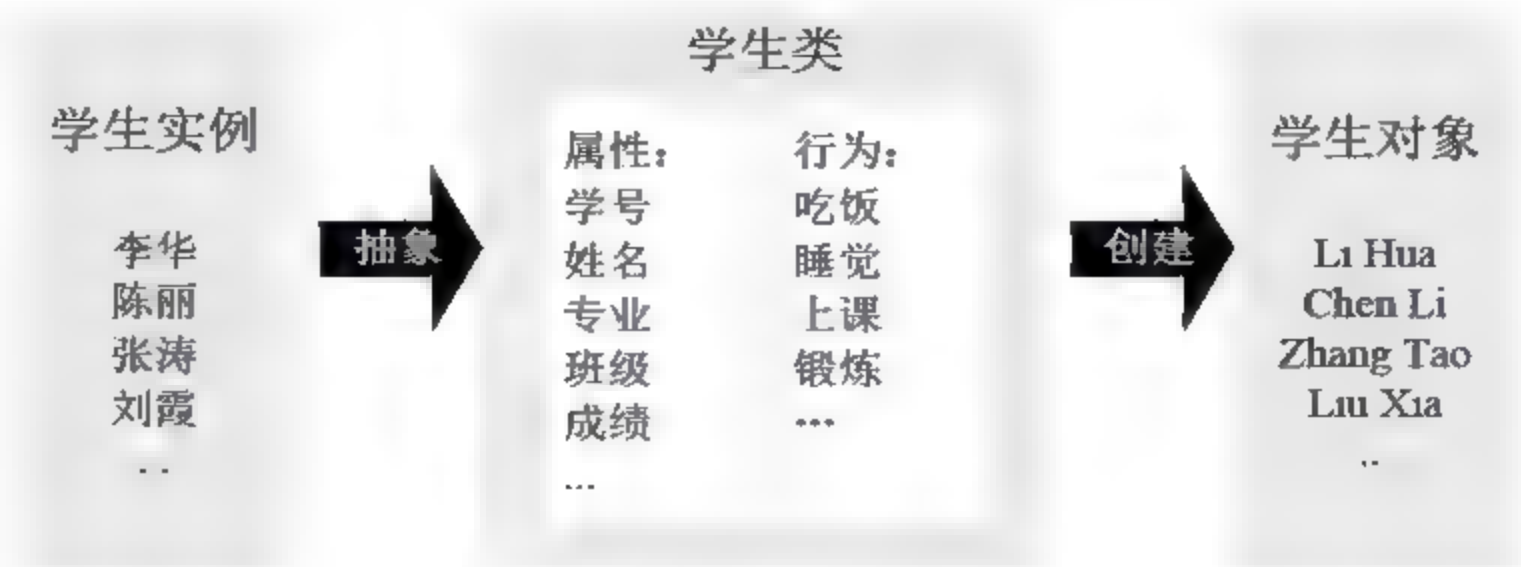 学生实例
李华
陈丽
张涛
刘霞
..
抽象
学生类
属性：
学号
姓名
专业
班级
成绩
...
行为：
吃饭
睡觉
上课
锻炼
...
创建
学生对象
Li Hua
Chen Li
Zhang Tao
Liu Xia
..